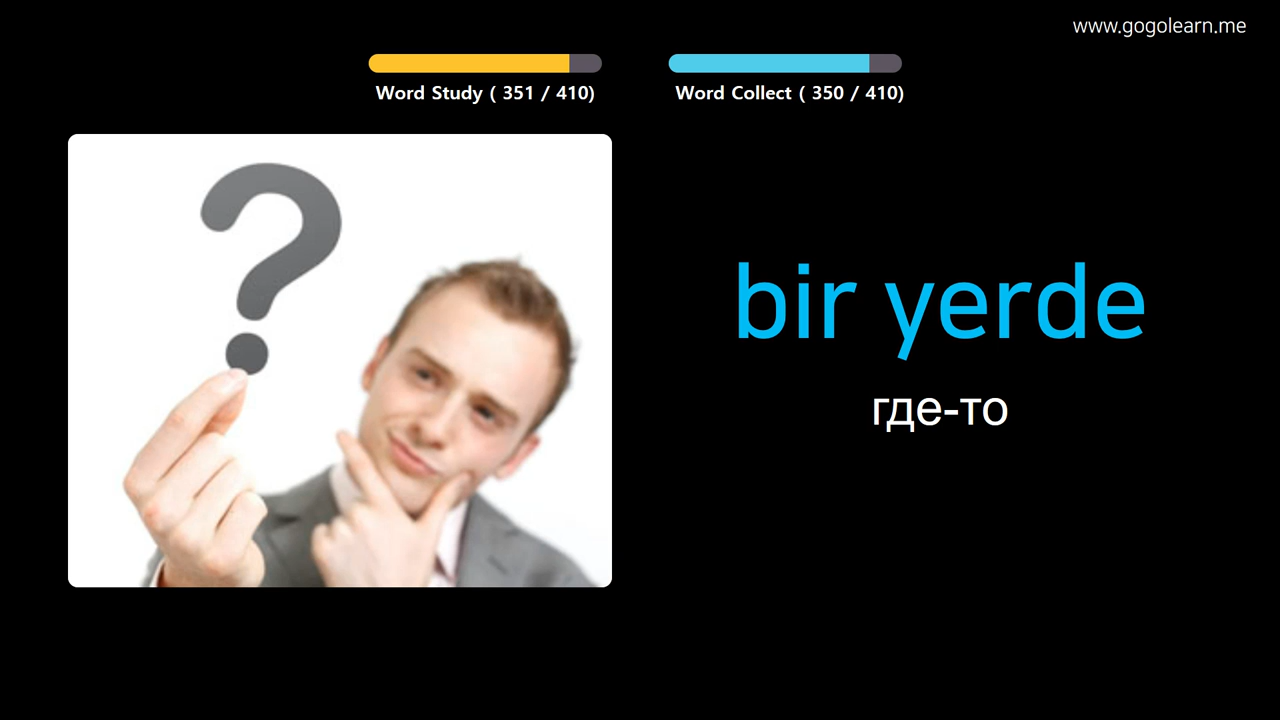 www.gogolearn.me
Word Study ( 351 / 410)
Word Collect ( 350 / 410)
?
bir yerde
где-то